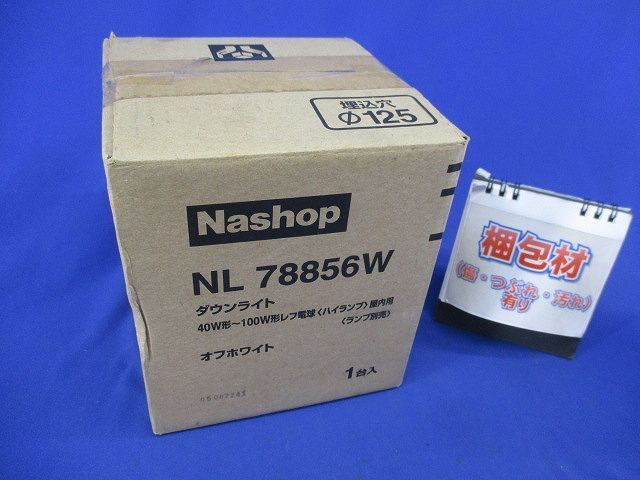 埋込穴
φ125
Nashop
NL 78856W
ダウンライト
40W形~100W形レフ電球〈ハイランプ〉屋内用
〈ランプ別売〉
オフホワイト
1台入
梱包材
(傷・つぶれ・汚れ)
有り